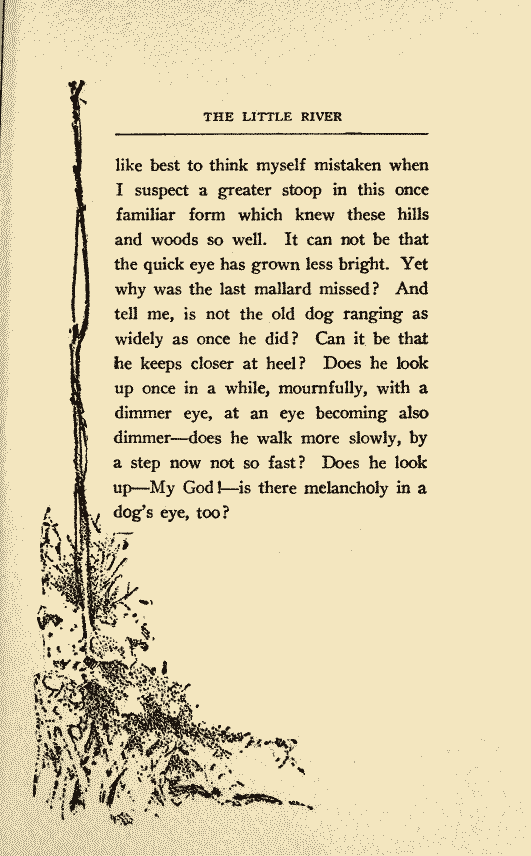 THE LITTLE RIVER
like best to think myself mistaken when
I suspect a greater stoop in this once
familiar form which knew these hills
and woods so well. It can not be that
the quick eye has grown less bright. Yet
why was the last mallard missed? And
tell me, is not the old dog ranging as
widely as once he did? Can it be that
he keeps closer at heel? Does he look
up once in a while, mournfully, with a
dimmer eye, at an eye becoming also
dimmer—does he walk more slowly, by
a step now not so fast? Does he look
up—My God!—is there melancholy in a
dog's eye, too?